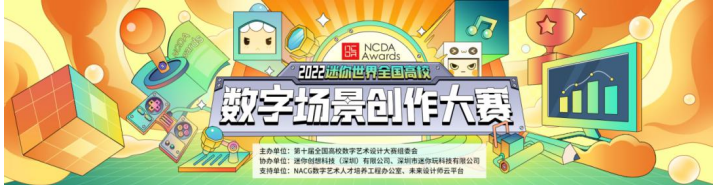 NCDA
Awards
NCDA
Awards
2022迷你世界全国高校
数字场景创作大赛
主办单位：第十届全国高校数字艺术设计大赛组委会
协办单位：迷你创想科技（深圳）有限公司、深圳市迷你玩科技有限公司
支持单位：NACG数字艺术人才培养工程办公室、未来设计师云平台